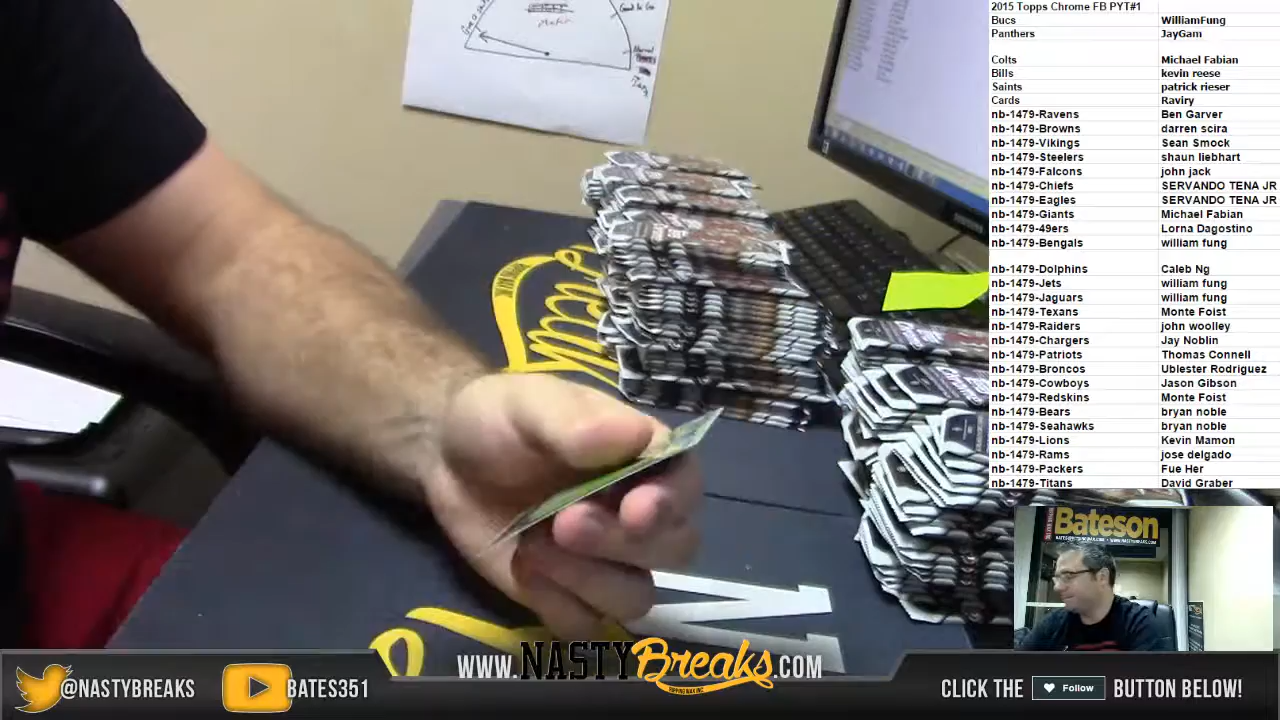 2015 Topps Chrome FB PYT#1
Bucs WilliamFung
Panthers JayGam
Colts Michael Fabian
Bills kevin reese
Saints patrick rieser
Cards Raviry
nb-1479-Ravens Ben Garver
nb-1479-Browns darren scira
nb-1479-Vikings Sean Smock
nb-1479-Steelers shaun liebhart
nb-1479-Falcons john jack
nb-1479-Chiefs SERVANDO TENA JR
nb-1479-Eagles SERVANDO TENA JR
nb-1479-Giants Michael Fabian
nb-1479-49ers Lorna Dagostino
nb-1479-Bengals william fung
nb-1479-Dolphins Caleb Ng
nb-1479-Jets william fung
nb-1479-Jaguars william fung
nb-1479-Texans Monte Foist
nb-1479-Raiders john woolley
nb-1479-Chargers Jay Noblin
nb-1479-Patriots Thomas Connell
nb-1479-Broncos Ublester Rodriguez
nb-1479-Cowboys Jason Gibson
nb-1479-Redskins Monte Foist
nb-1479-Bears bryan noble
nb-1479-Seahawks bryan noble
nb-1479-Lions Kevin Mamon
nb-1479-Rams jose delgado
nb-1479-Packers Fue Her
nb-1479-Titans David Graber
Bateson
@NASTYBREAKS
BATES351
WWW.NASTYBreaks.COM
CLICK THE Follow BUTTON BELOW!